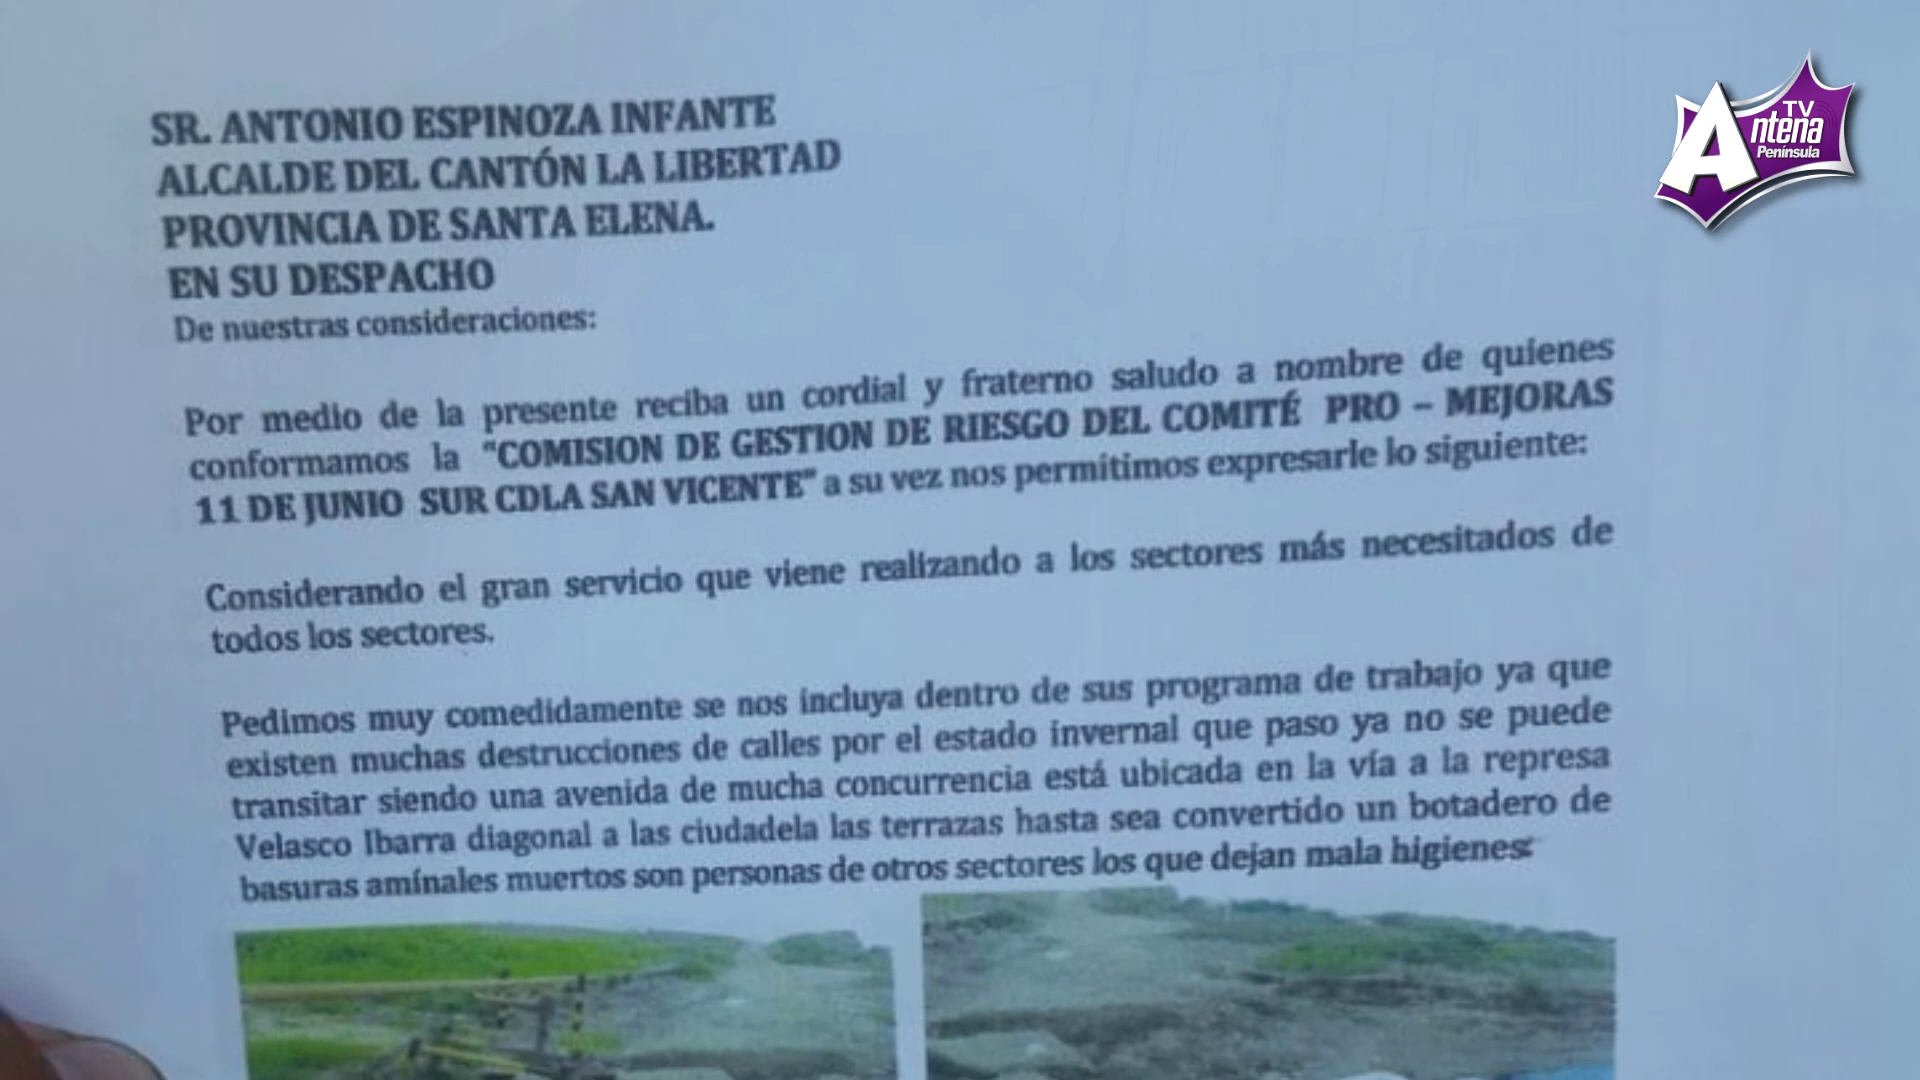 SR. ANTONIO ESPINOZA INFANTE
ALCALDE DEL CANTÓN LA LIBERTAD
PROVINCIA DE SANTA ELENA.
EN SU DESPACHO
De nuestras consideraciones:
Por medio de la presente reciba un cordial y fraterno saludo a nombre de quienes
conformamos la "COMISION DE GESTION DE RIESGO DEL COMITÉ PRO – MEJORAS
11 DE JUNIO SUR CDLA SAN VICENTE" a su vez nos permitimos expresarle lo siguiente:
Considerando el gran servicio que viene realizando a los sectores más necesitados de
todos los sectores.
Pedimos muy comedidamente se nos incluya dentro de sus programa de trabajo ya que
existen muchas destrucciones de calles por el estado invernal que paso ya no se puede
transitar siendo una avenida de mucha concurrencia está ubicada en la vía a la represa
Velasco Ibarra diagonal a las ciudadela las terrazas hasta sea convertido un botadero de
basuras amínales muertos son personas de otros sectores los que dejan mala higienes:
Antena TV
Península